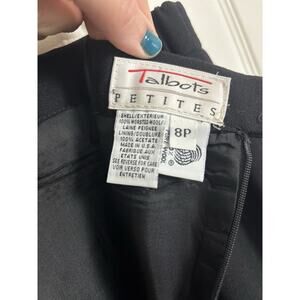 Talbots
PETITES
SHELL/EXTERIEUR
100% WORSTED WOOL/
LAINE PEIGNEE
LINING/DOUBLURE
100% ACETATE
MADE IN U.S.A.
FABRIQUE AUX
ETATS UNIS
SEE REVERSE FOR CARE
VOIR VERSO POUR
ENTRETIEN
8P